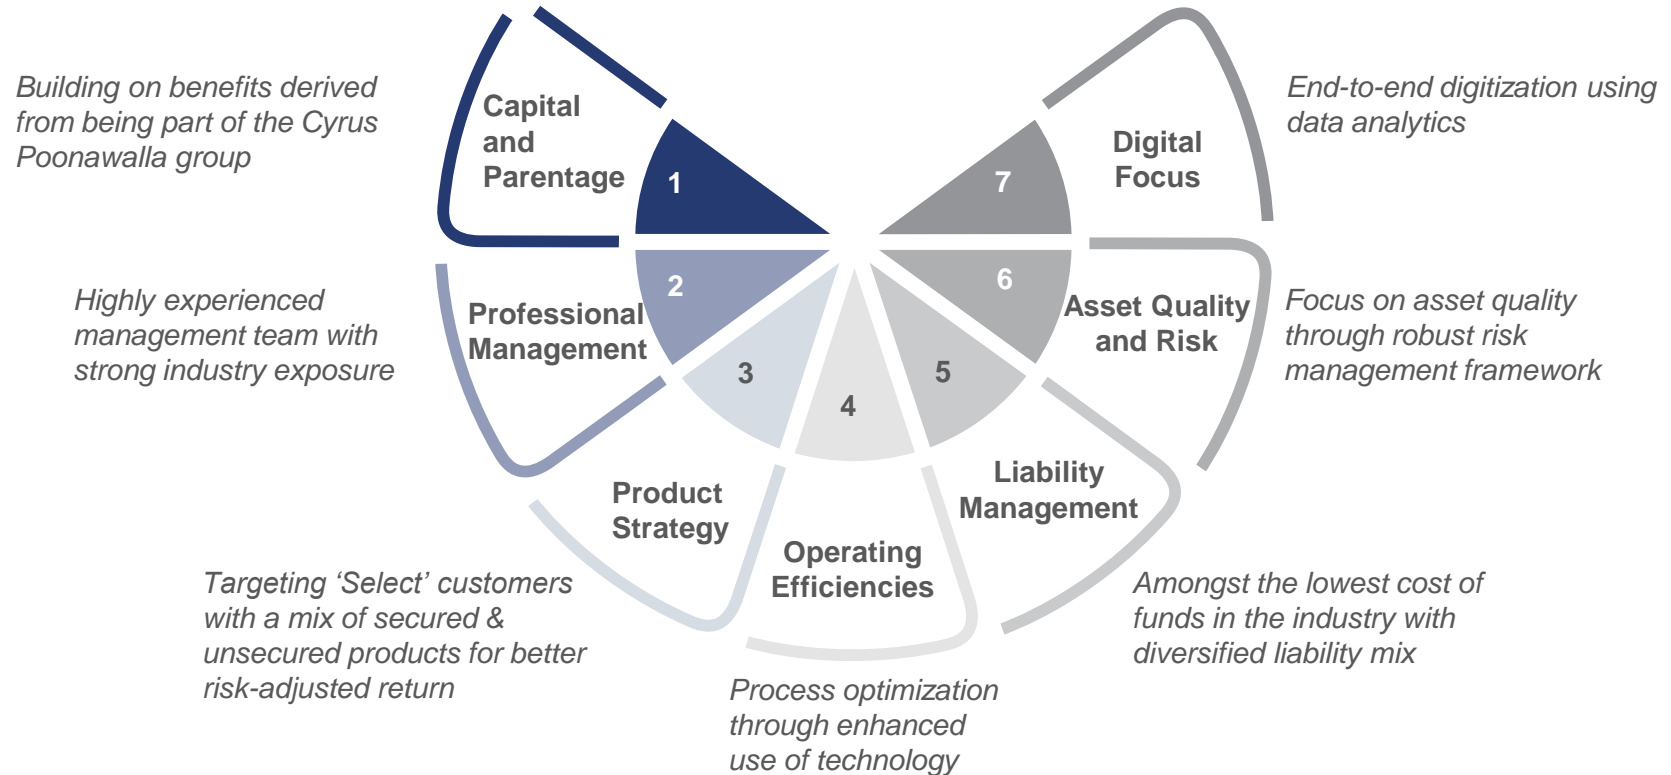 Building on benefits derived
from being part of the Cyrus
Poonawalla group
Capital
and
Parentage
1
Highly experienced
management team with
strong industry exposure
Professional
Management
2
Targeting ‘Select’ customers
with a mix of secured &
unsecured products for better
risk-adjusted return
Product
Strategy
3
Process optimization
through enhanced
use of technology
Operating
Efficiencies
4
Amongst the lowest cost of
funds in the industry with
diversified liability mix
Liability
Management
5
Focus on asset quality
through robust risk
management framework
Asset Quality
and Risk
6
End-to-end digitization using
data analytics
Digital
Focus
7